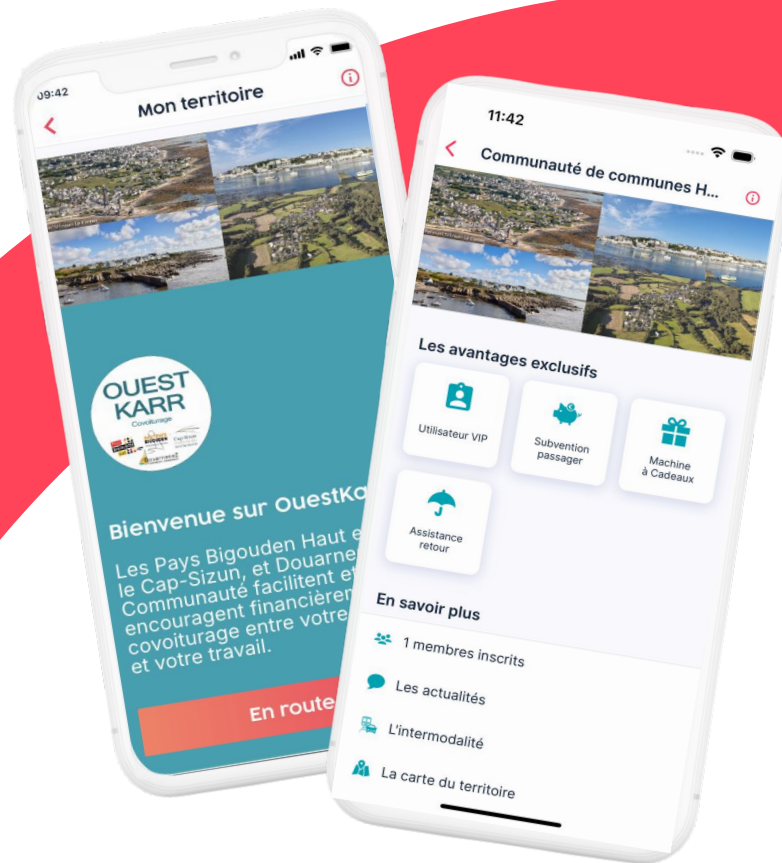 09:42
Mon territoire
OUEST
KARR
Covoiturage
Bienvenue sur OuestKa
Les Pays Bigouden Haut e
le Cap-Sizun, et Douarne
Communauté facilitent et
encouragent financièrem
covoiturage entre votre
et votre travail.
En route
11:42
Communauté de communes H...
Les avantages exclusifs
Utilisateur VIP
Subvention
passager
Machine
à Cadeaux
Assistance
retour
En savoir plus
1 membres inscrits
Les actualités
L'intermodalité
La carte du territoire